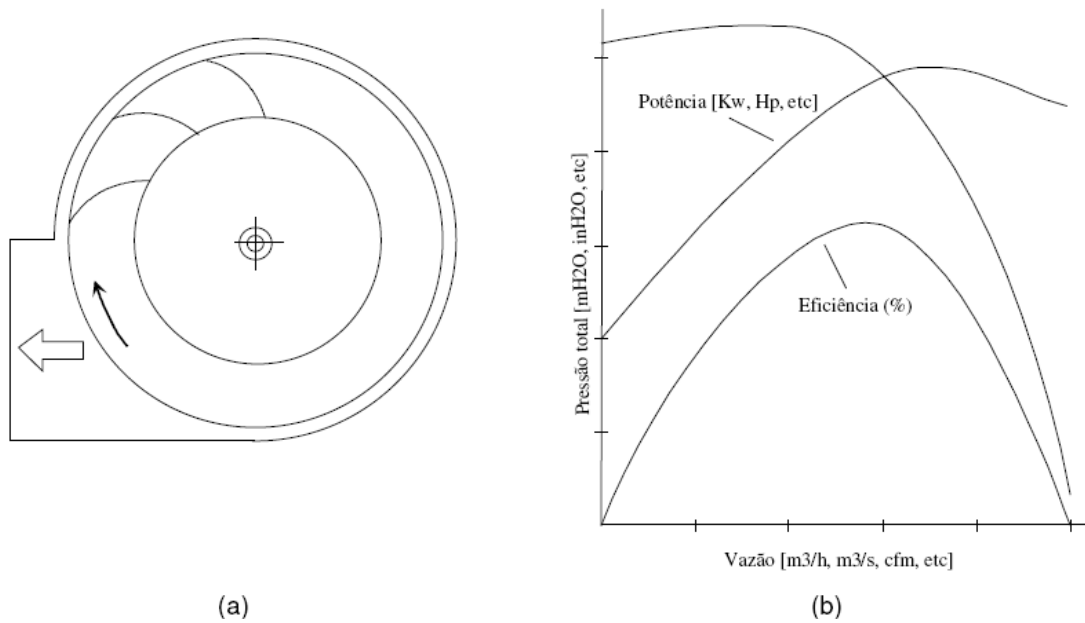 Potência [Kw, Hp, etc]
Eficiência (%)
Pressão total [mH2O, inH2O, etc]
Vazão [m3/h, m3/s, cfm, etc]
(a)
(b)